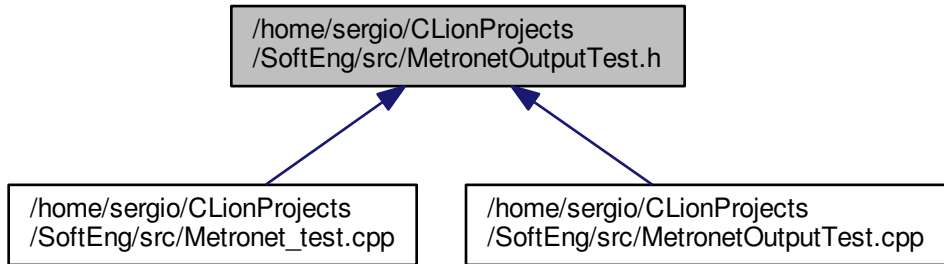 /home/sergio/CLionProjects
/SoftEng/src/MetronetOutputTest.h
/home/sergio/CLionProjects
/SoftEng/src/Metronet_test.cpp
/home/sergio/CLionProjects
/SoftEng/src/MetronetOutputTest.cpp